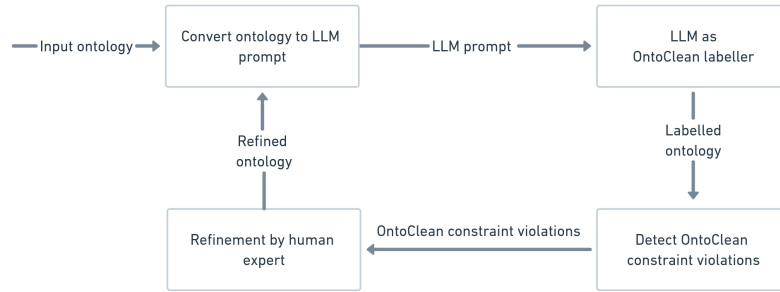 Input ontology
Convert ontology to LLM
prompt
LLM prompt
LLM as
OntoClean labeller
Labelled
ontology
Detect OntoClean
constraint violations
OntoClean constraint violations
Refinement by human
expert
Refined
ontology